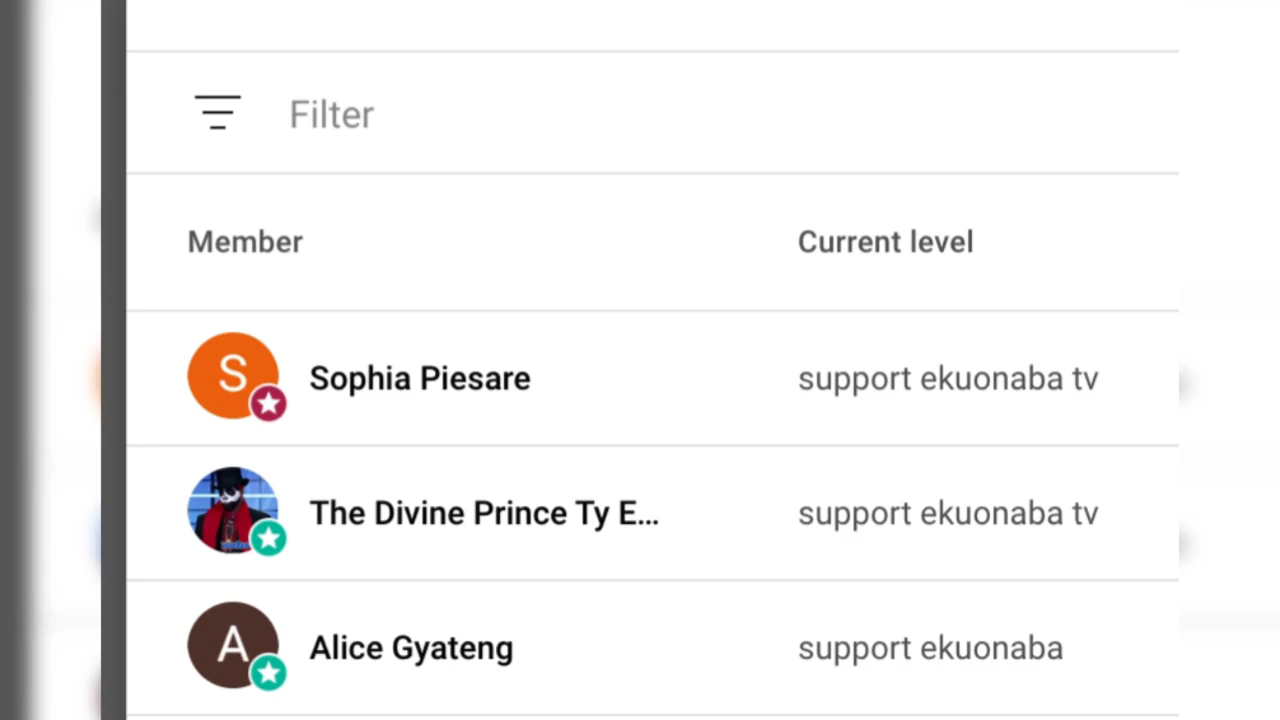 Filter
Member Current level
S Sophia Piesare support ekuonaba tv
The Divine Prince Ty E... support ekuonaba tv
A Alice Gyateng support ekuonaba